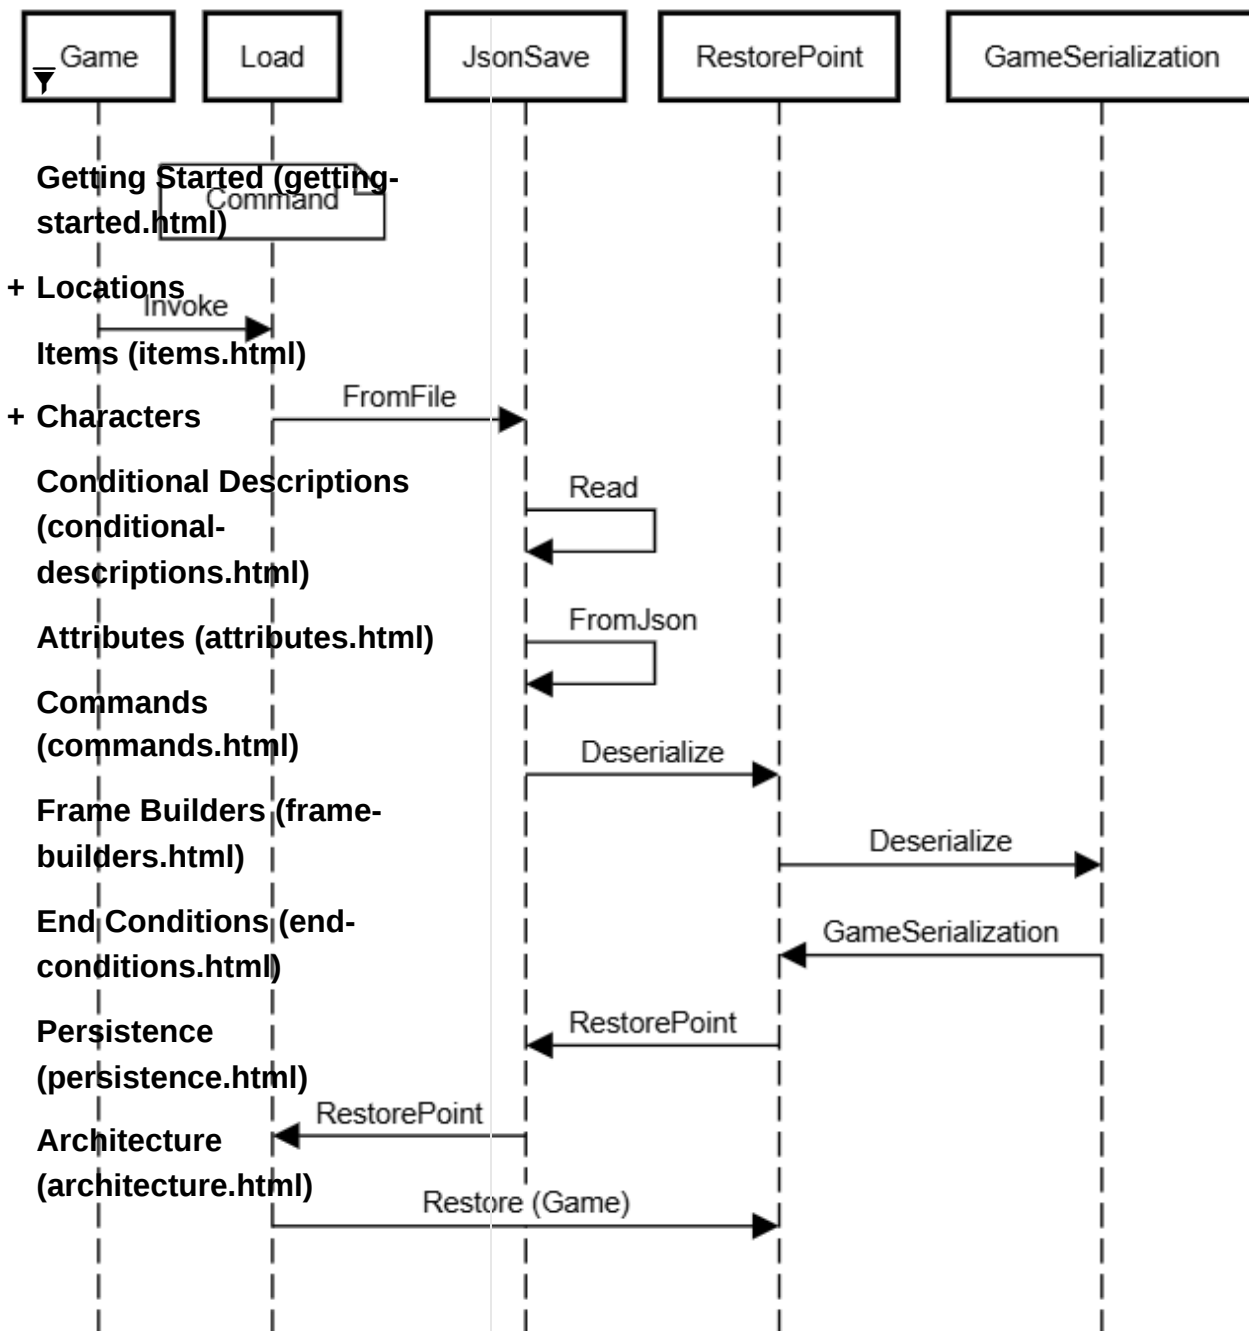 Game
Load
JsonSave
RestorePoint
GameSerialization
Getting Started (getting-
started.html)
Command
+ Locations
Invoke
Items (items.html)
FromFile
+ Characters
Conditional Descriptions
(conditional-
descriptions.html)
Read
FromJson
Attributes (attributes.html)
Commands
(commands.html)
Deserialize
Frame Builders (frame-
builders.html)
Deserialize
End Conditions (end-
conditions.html)
GameSerialization
Persistence
(persistence.html)
RestorePoint
RestorePoint
Architecture
(architecture.html)
Restore (Game)